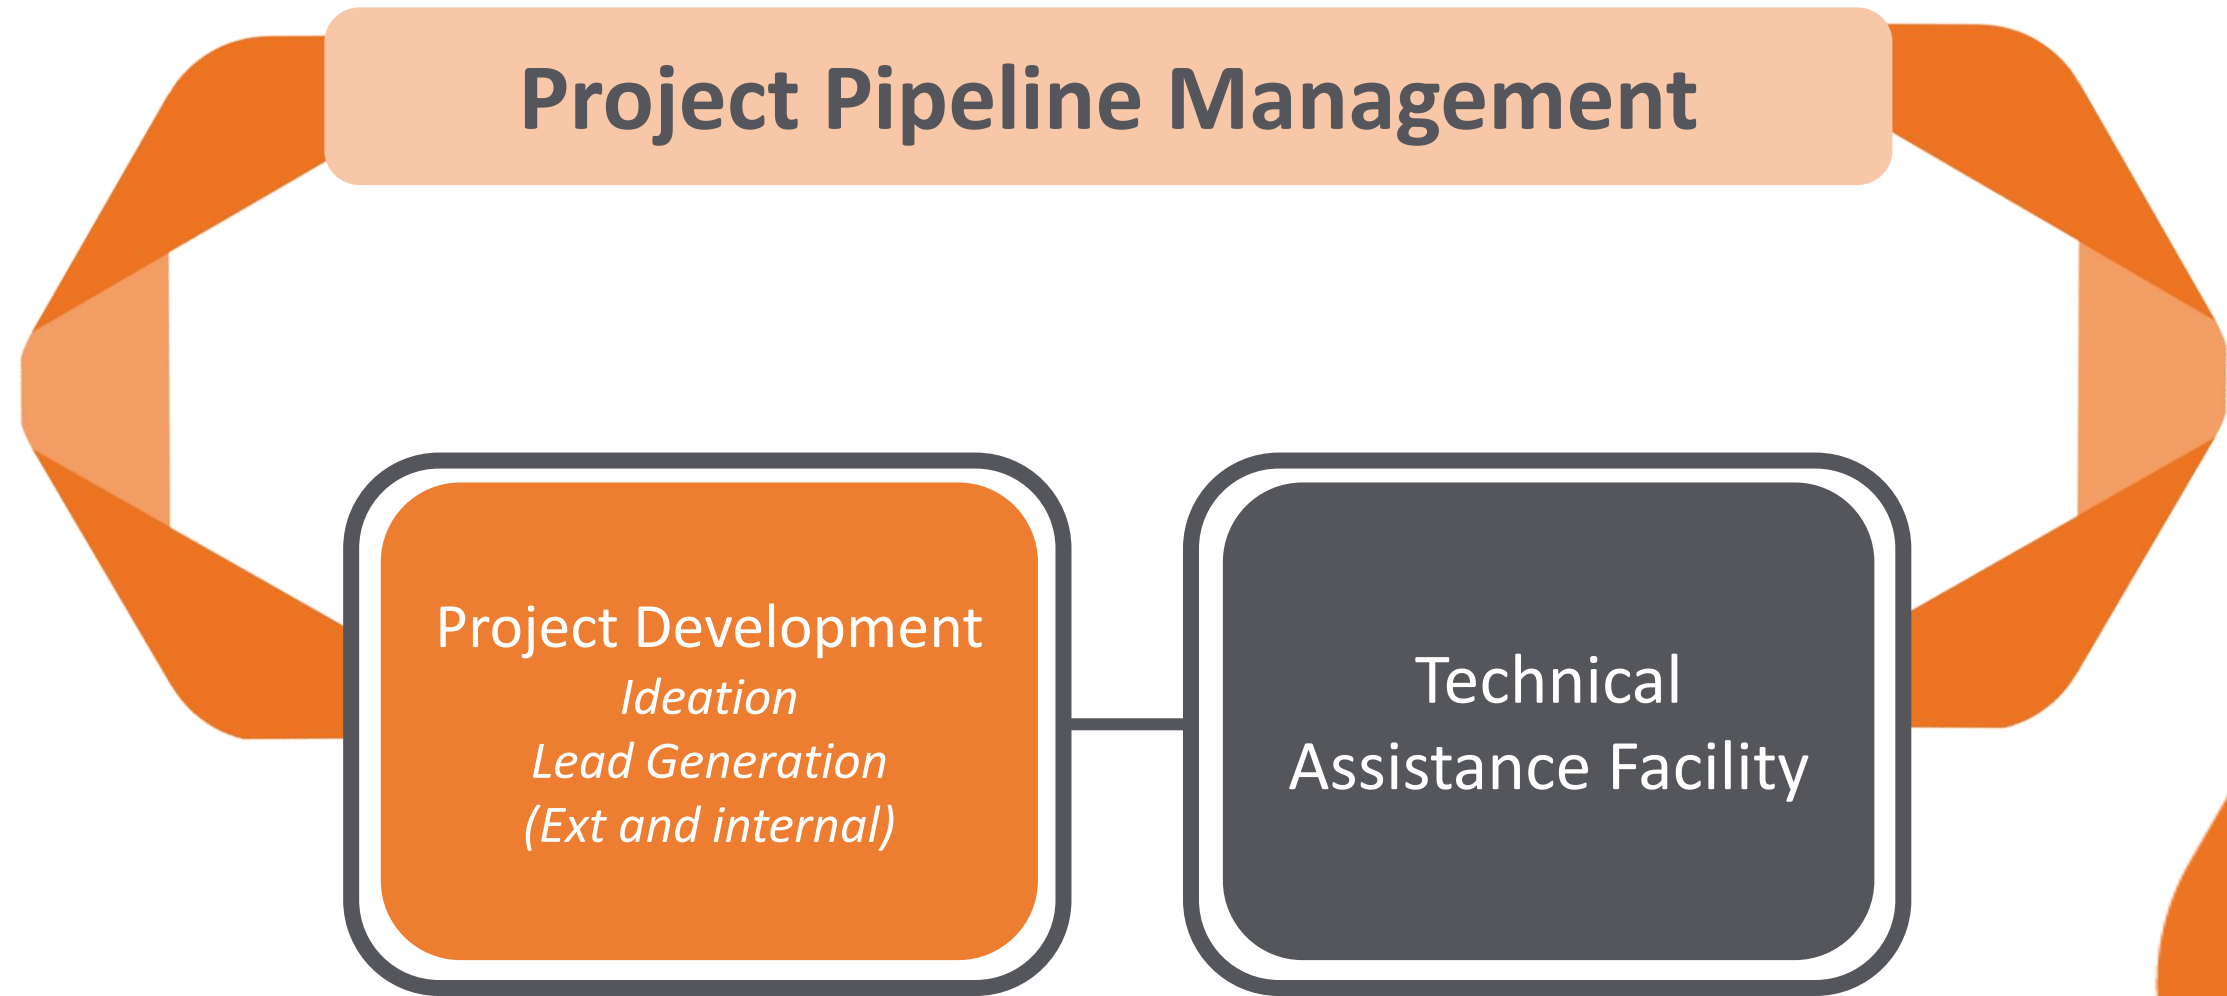 Project Pipeline Management
Project Development
Ideation
Lead Generation
(Ext and internal)
Technical
Assistance Facility